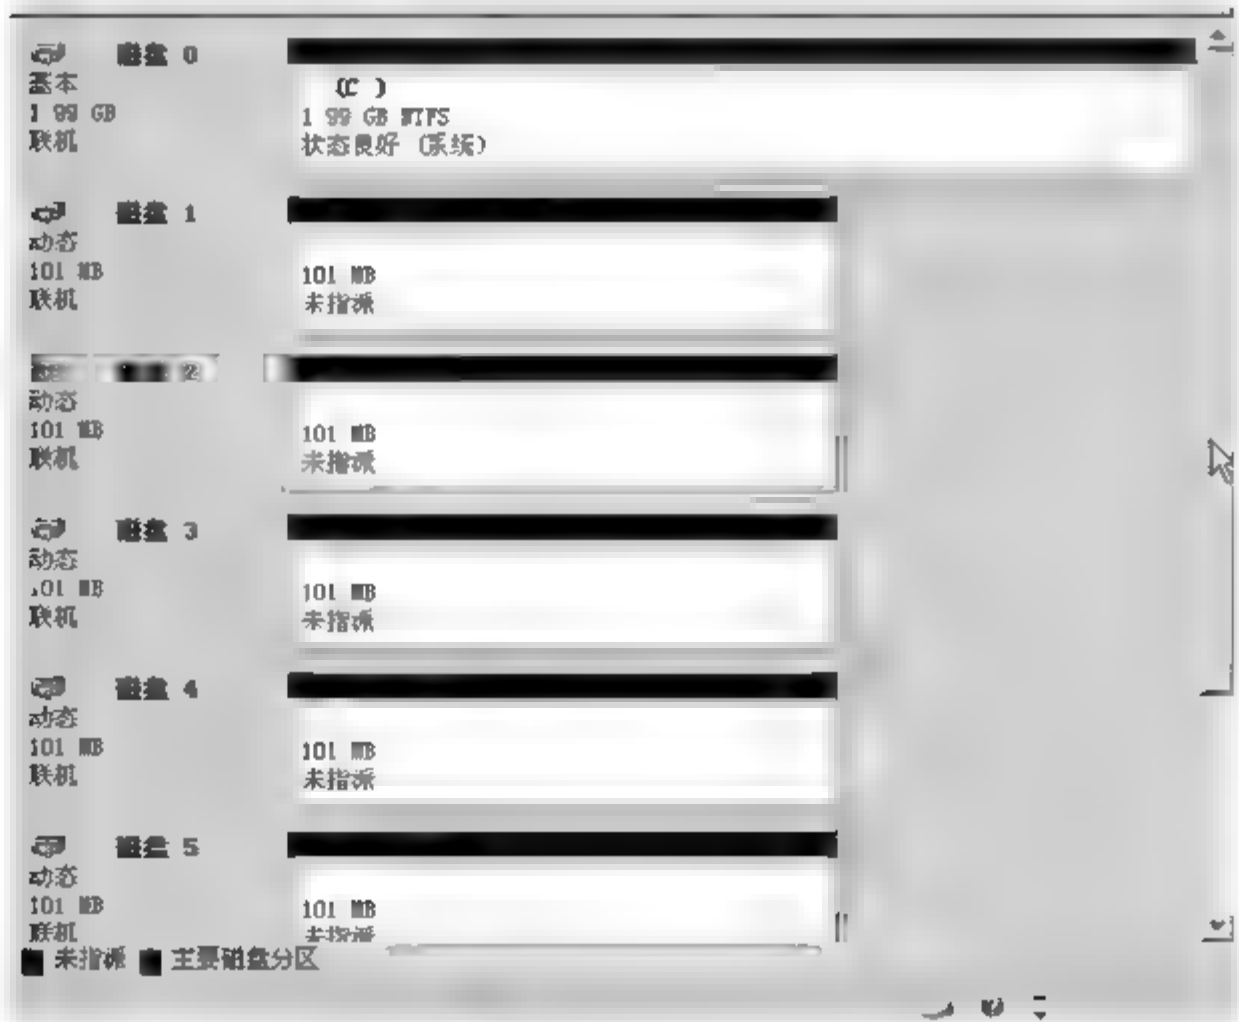 磁盘 0
基本
1 99 GB
联机
(C )
1 99 GB NTFS
状态良好 (系统)
磁盘 1
动态
101 MB
联机
101 MB
未指派
2
动态
101 MB
联机
101 MB
未指派
磁盘 3
动态
101 MB
联机
101 MB
未指派
磁盘 4
动态
101 MB
联机
101 MB
未指派
磁盘 5
动态
101 MB
联机
101 MB
未指派
未指派 主要磁盘分区